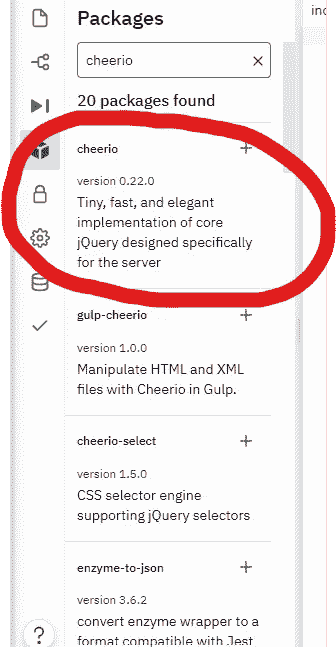 inc
Packages
cheerio
20 packages found
cheerio
version 0.22.0
Tiny, fast, and elegant
implementation of core
jQuery designed specifically
for the server
gulp-cheerio
version 1.0.0
Manipulate HTML and XML
files with Cheerio in Gulp.
cheerio-select
version 1.5.0
CSS selector engine
supporting jQuery selectors
enzyme-to-json
version 3.6.2
convert enzyme wrapper to a
format compatible with Jest
?